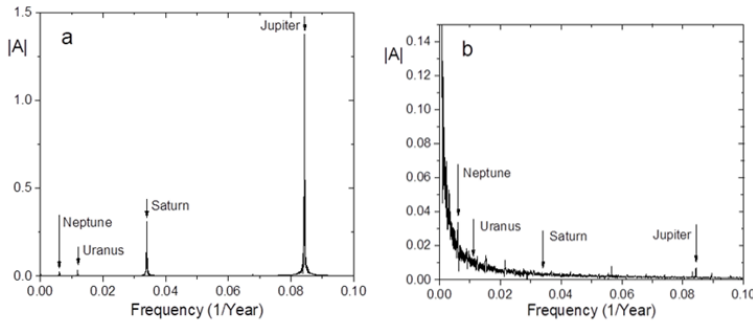 a
|A|
1.5
1.0
0.5
0.0
Neptune
Uranus
Saturn
Jupiter
0.00 0.02 0.04 0.06 0.08 0.10
Frequency (1/Year)
b
|A|
0.14
0.12
0.10
0.08
0.06
0.04
0.02
0.00
Neptune
Uranus
Saturn
Jupiter
0.00 0.02 0.04 0.06 0.08 0.10
Frequency (1/Year)